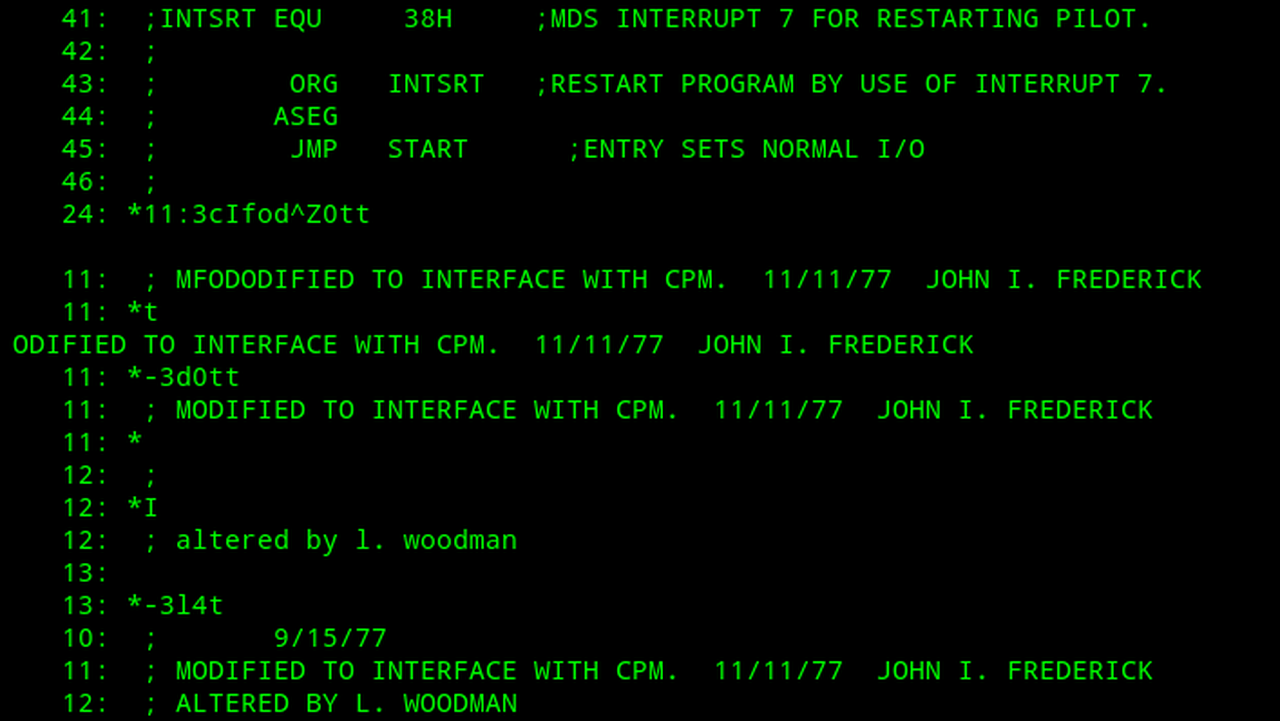 41:  ;INTSRT EQU     38H     ;MDS INTERRUPT 7 FOR RESTARTING PILOT.
42:  ;
43:  ;        ORG   INTSRT   ;RESTART PROGRAM BY USE OF INTERRUPT 7.
44:  ;       ASEG
45:  ;        JMP   START      ;ENTRY SETS NORMAL I/O
46:  ;
24: *11:3cIfod^Z0tt
11:  ; MFODODIFIED TO INTERFACE WITH CPM.  11/11/77  JOHN I. FREDERICK
11: *t
ODIFIED TO INTERFACE WITH CPM.  11/11/77  JOHN I. FREDERICK
11: *-3d0tt
11:  ; MODIFIED TO INTERFACE WITH CPM.  11/11/77  JOHN I. FREDERICK
11: *
12:  ;
12: *I
12:  ; altered by l. woodman
13:
13: *-3l4t
10:  ;       9/15/77
11:  ; MODIFIED TO INTERFACE WITH CPM.  11/11/77  JOHN I. FREDERICK
12:  ; ALTERED BY L. WOODMAN